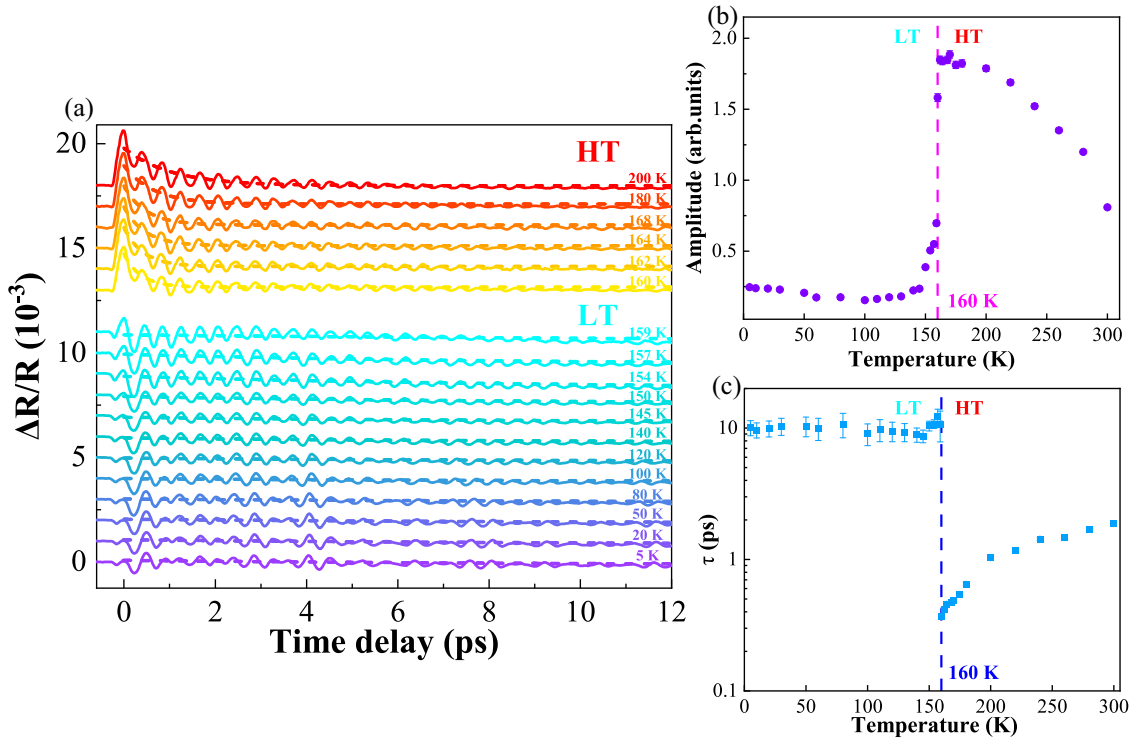 (a)
ΔR/R (10⁻³)
20
15
10
5
0
HT
200 K
180 K
168 K
164 K
162 K
160 K
LT
159 K
157 K
154 K
150 K
145 K
140 K
120 K
100 K
80 K
50 K
20 K
5 K
0 2 4 6 8 10 12
Time delay (ps)
(b)
Amplitude (arb.units)
2.0
1.5
1.0
0.5
LT HT
160 K
0 50 100 150 200 250 300
Temperature (K)
(c)
τ (ps)
10
1
0.1
LT HT
160 K
0 50 100 150 200 250 300
Temperature (K)